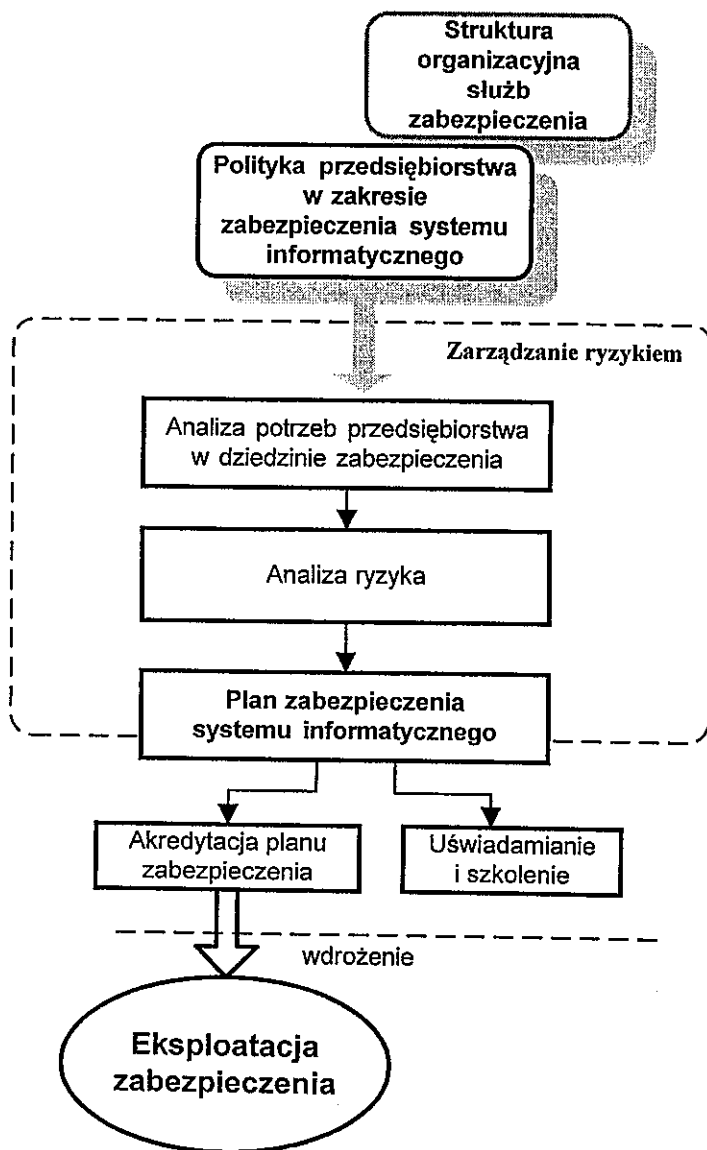 Struktura
organizacyjna
służb
zabezpieczenia
Polityka przedsiębiorstwa
w zakresie
zabezpieczenia systemu
informatycznego
Zarządzanie ryzykiem
Analiza potrzeb przedsiębiorstwa
w dziedzinie zabezpieczenia
Analiza ryzyka
Plan zabezpieczenia
systemu informatycznego
Akredytacja planu
zabezpieczenia
Uświadamianie
i szkolenie
wdrożenie
Eksploatacja
zabezpieczenia